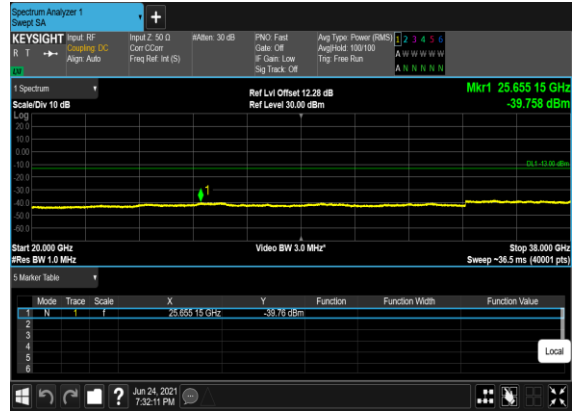 Spectrum Analyzer 1
Swept SA
+
KEYSIGHT Input: RF Input Z: 50 Ω #Atten: 30 dB PNO: Fast Avg Type: Power (RMS) 1 2 3 4 5 6
R T Coupling: DC Corr CCorr Gate: Off Avg|Hold: 100/100 A W W W W W
Align: Auto Freq Ref: Int (S) IF Gain: Low Trig: Free Run
Sig Track: Off A N N N N N
1 Spectrum Ref Lvl Offset 12.28 dB Mkr1 25.655 15 GHz
Scale/Div 10 dB Ref Level 30.00 dBm -39.758 dBm
Log
20.0
10.0
0.00
-10.0 DL1 -13.00 dBm
-20.0
-30.0 1
-40.0
-50.0
-60.0
Start 20.000 GHz Video BW 3.0 MHz* Stop 38.000 GHz
#Res BW 1.0 MHz Sweep ~36.5 ms (40001 pts)
5 Marker Table
Mode Trace Scale X Y Function Function Width Function Value
1 N 1 f 25.655 15 GHz -39.76 dBm
2
3
4
5
6
Local
? Jun 24, 2021
7:32:11 PM